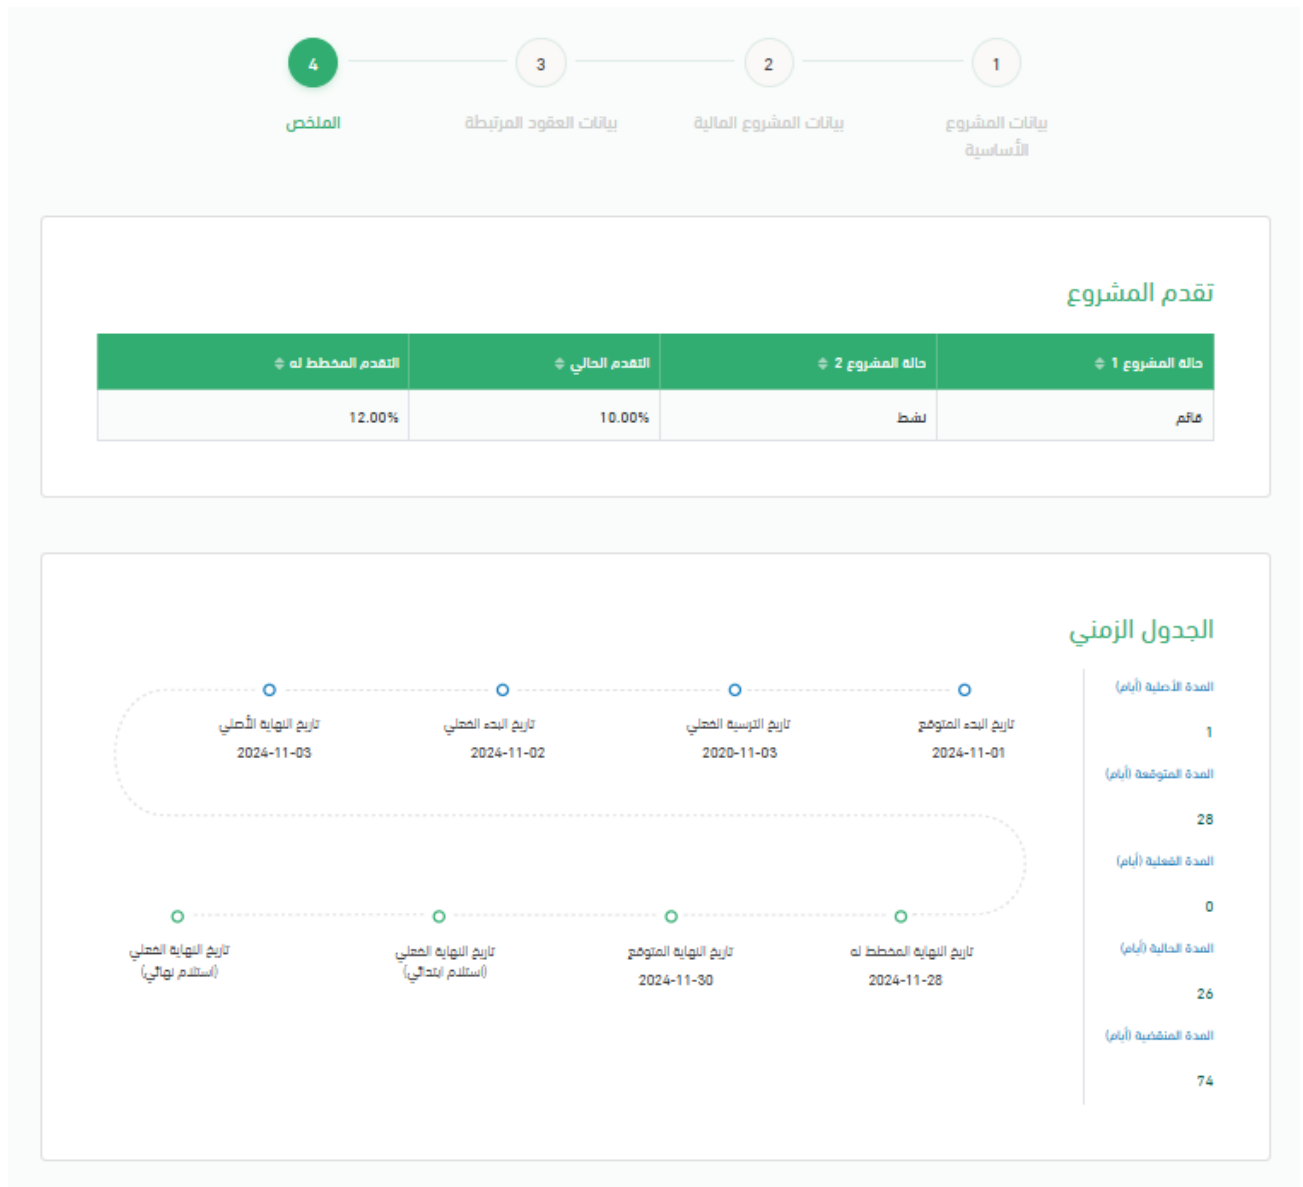 1
بيانات المشروع
الأساسية
2
بيانات المشروع المالية
3
بيانات العقود المرتبطة
4
الملخص
تقدم المشروع
حالة المشروع 1
حالة المشروع 2
التقدم الحالي
التقدم المخطط له
قائم
نشط
10.00%
12.00%
الجدول الزمني
المدة الأصلية (أيام)
1
المدة المتوقعة (أيام)
28
المدة الفعلية (أيام)
0
المدة الحالية (أيام)
26
المدة المنقضية (أيام)
74
تاريخ البدء المتوقع
2024-11-01
تاريخ الترسية الفعلي
2020-11-03
تاريخ البدء الفعلي
2024-11-02
تاريخ النهاية الأصلي
2024-11-03
تاريخ النهاية المخطط له
2024-11-28
تاريخ النهاية المتوقع
2024-11-30
تاريخ النهاية الفعلي
(استلام ابتدائي)
تاريخ النهاية الفعلي
(استلام نهائي)